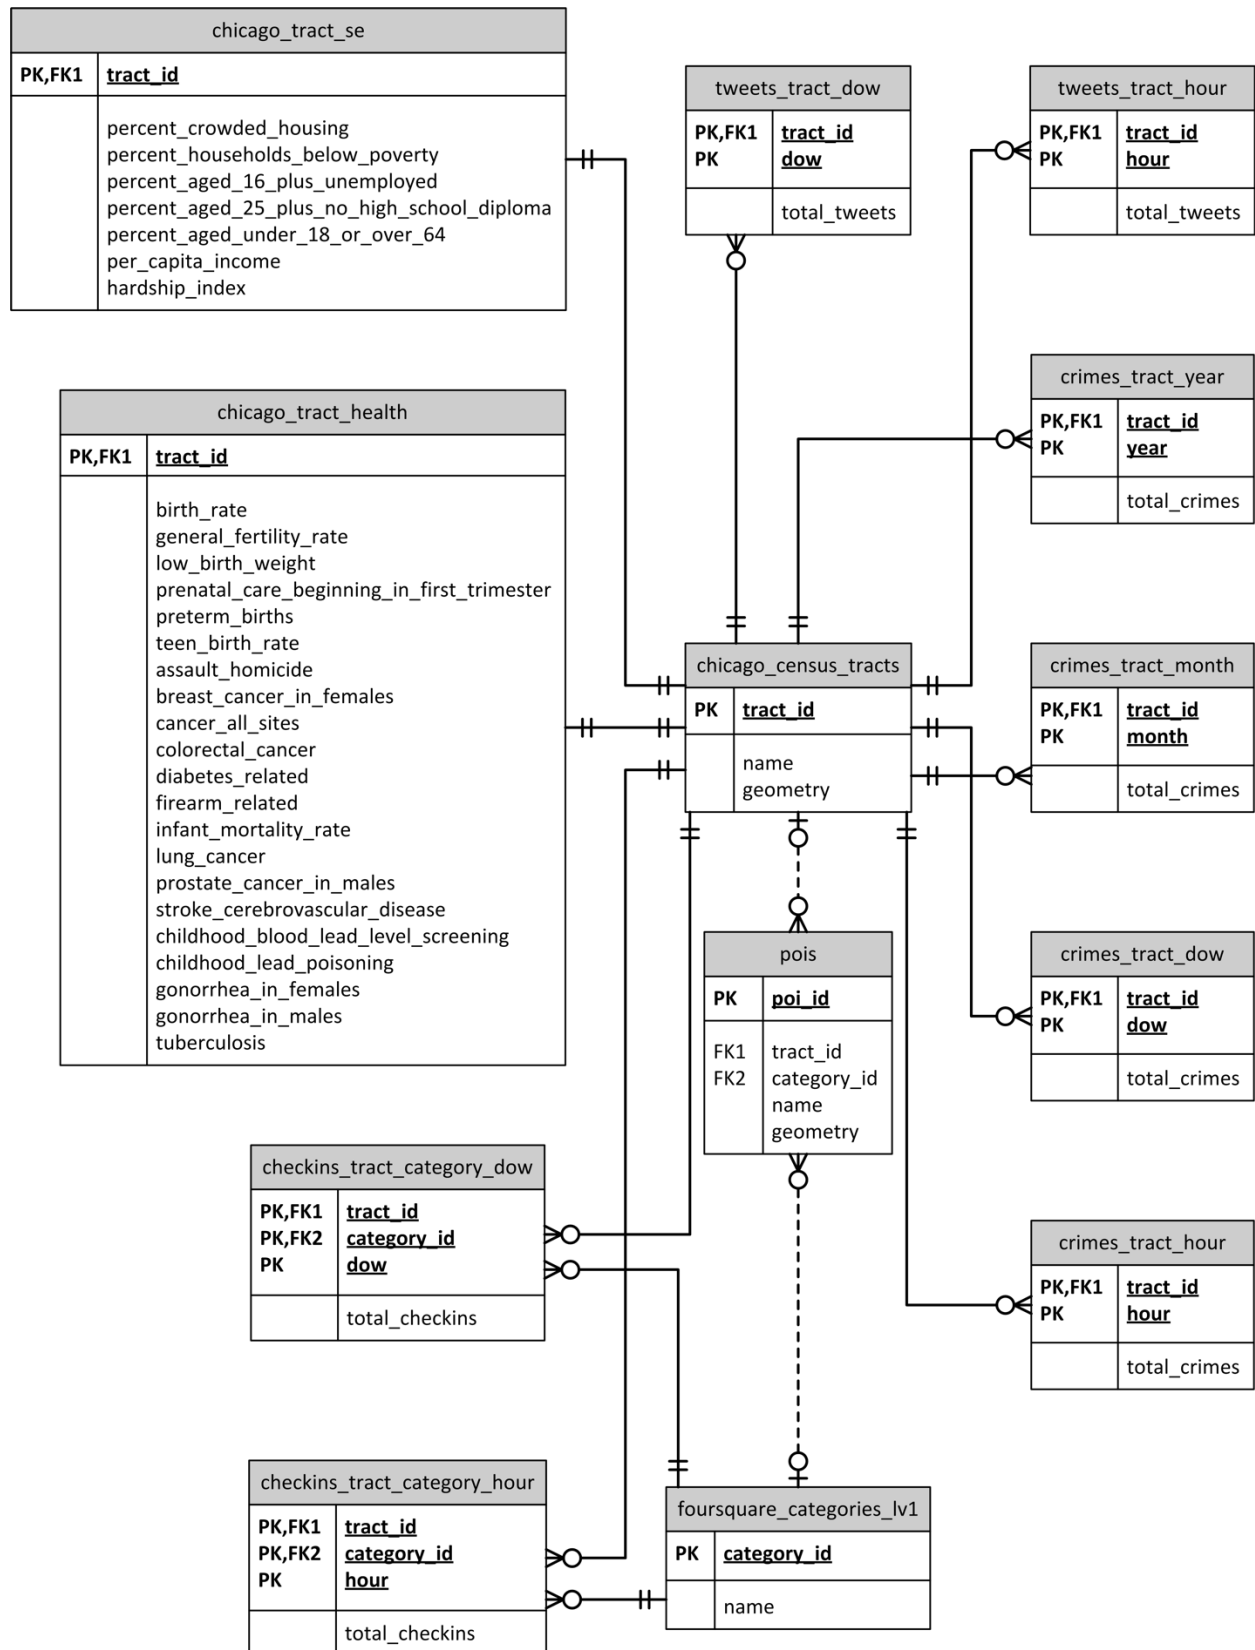 chicago_tract_se
PK,FK1 tract_id
percent_crowded_housing
percent_households_below_poverty
percent_aged_16_plus_unemployed
percent_aged_25_plus_no_high_school_diploma
percent_aged_under_18_or_over_64
per_capita_income
hardship_index
tweets_tract_dow
PK,FK1 tract_id
PK dow
total_tweets
tweets_tract_hour
PK,FK1 tract_id
PK hour
total_tweets
crimes_tract_year
PK,FK1 tract_id
PK year
total_crimes
chicago_tract_health
PK,FK1 tract_id
birth_rate
general_fertility_rate
low_birth_weight
prenatal_care_beginning_in_first_trimester
preterm_births
teen_birth_rate
assault_homicide
breast_cancer_in_females
cancer_all_sites
colorectal_cancer
diabetes_related
firearm_related
infant_mortality_rate
lung_cancer
prostate_cancer_in_males
stroke_cerebrovascular_disease
childhood_blood_lead_level_screening
childhood_lead_poisoning
gonorrhea_in_females
gonorrhea_in_males
tuberculosis
chicago_census_tracts
PK tract_id
name
geometry
crimes_tract_month
PK,FK1 tract_id
PK month
total_crimes
pois
PK poi_id
FK1 tract_id
FK2 category_id
name
geometry
crimes_tract_dow
PK,FK1 tract_id
PK dow
total_crimes
checkins_tract_category_dow
PK,FK1 tract_id
PK,FK2 category_id
PK dow
total_checkins
crimes_tract_hour
PK,FK1 tract_id
PK hour
total_crimes
checkins_tract_category_hour
PK,FK1 tract_id
PK,FK2 category_id
PK hour
total_checkins
foursquare_categories_lv1
PK category_id
name